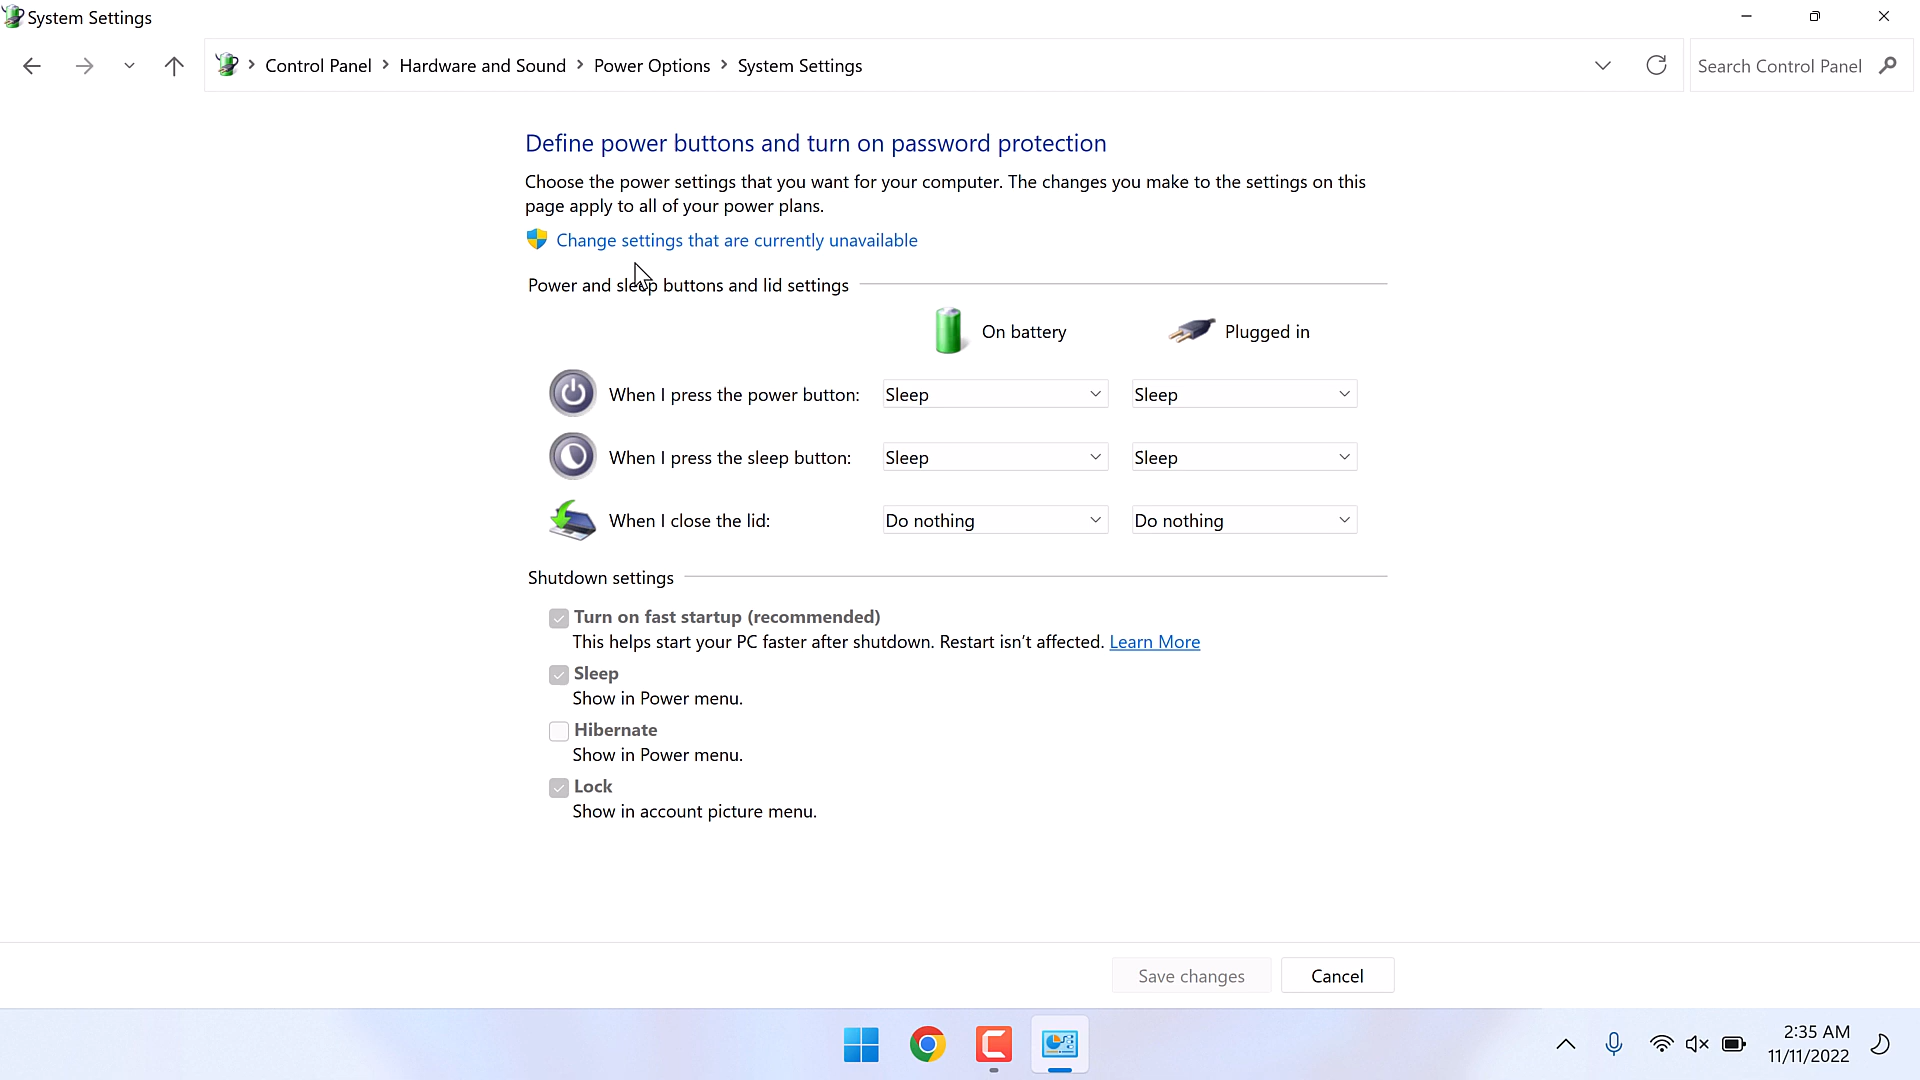 System Settings
Control Panel > Hardware and Sound > Power Options > System Settings
Search Control Panel
Define power buttons and turn on password protection
Choose the power settings that you want for your computer. The changes you make to the settings on this
page apply to all of your power plans.
Change settings that are currently unavailable
Power and sleep buttons and lid settings
On battery Plugged in
When I press the power button: Sleep Sleep
When I press the sleep button: Sleep Sleep
When I close the lid: Do nothing Do nothing
Shutdown settings
Turn on fast startup (recommended)
This helps start your PC faster after shutdown. Restart isn't affected. Learn More
Sleep
Show in Power menu.
Hibernate
Show in Power menu.
Lock
Show in account picture menu.
Save changes Cancel
2:35 AM
11/11/2022